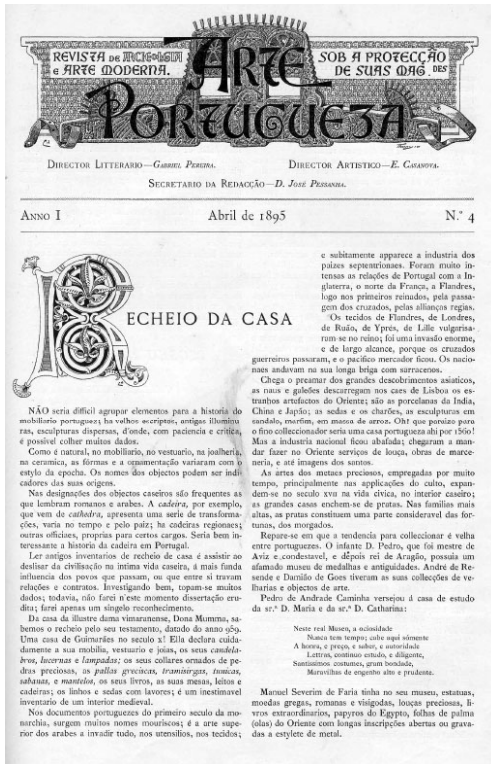 REVISTA DE ARCHEOLOGIA
E ARTE MODERNA.
SOB A PROTECÇÃO
DE SUAS MAG.DES
ARTE
PORTUGUEZA
DIRECTOR LITTERARIO—GABRIEL PEREIRA.
DIRECTOR ARTISTICO—E. CASANOVA.
SECRETARIO DA REDACÇÃO—D. JOSÉ PESSANHA.
ANNO I
Abril de 1895
N.º 4
RECHEIO DA CASA
NÃO seria difficil agrupar elementos para a historia do
mobiliario portuguez; ha velhos escriptos, antigas illuminu-
ras, esculpturas dispersas, d'onde, com paciencia e critica,
é possivel colher muitos dados.
Como é natural, no mobiliario, no vestuario, na joalheria,
na ceramica, as fórmas e a ornamentação variaram com o
estylo da epocha. Os nomes dos objectos podem ser indi-
cadores das suas origens.
Nas designações dos objectos caseiros são frequentes as
que lembram romanos e arabes. A cadeira, por exemplo,
que vem de cathedra, apresenta uma serie de transforma-
ções, varia no tempo e pelo paiz; ha cadeiras regionaes;
outras officiaes, proprias para certos cargos. Seria bem in-
teressante a historia da cadeira em Portugal.
Ler antigos inventarios de recheio de casa é assistir ao
deslisar da civilisação na intima vida caseira, á mais funda
influencia dos povos que passam, ou que entre si travam
relações e contratos. Investigando bem, topam-se muitos
dados; todavia, não farei n'este momento dissertação eru-
dita; farei apenas um singelo reconhecimento.
Da casa da illustre dama vimaranense, Dona Mumma, sa-
bemos o recheio pelo seu testamento, datado do anno 959.
Uma casa de Guimarães no seculo X! Ella declara cuida-
damente a sua mobilia, vestuario e joias, os seus candela-
bros, lucernas e lampadas; os seus collares ornados de pe-
dras preciosas, as pallas grecicas, tramisirgas, tunicas,
sabanas, e mantelos, os seus livros, as suas mesas, leitos e
cadeiras; os linhos e sedas com lavores; é um inestimavel
inventario de um interior medieval.
Nos documentos portuguezes do primeiro seculo da mo-
narchia, surgem muitos nomes mouriscos; é a arte supe-
rior dos arabes a invadir tudo, nos utensilios, nos tecidos;
e subitamente apparece a industria dos
paizes septentrionaes. Foram muito in-
tensas as relações de Portugal com a In-
glaterra, o norte da França, a Flandres,
logo nos primeiros reinados, pela passa-
gem dos cruzados, pelas allianças regias.
Os tecidos de Flandres, de Londres,
de Ruão, de Yprés, de Lille vulgarisa-
ram-se no reino; foi uma invasão enorme,
e de largo alcance, porque os cruzados
guerreiros passaram, e o pacifico mercador ficou. Os nacio-
naes andavam na sua longa briga com sarracenos.
Chega o preamar dos grandes descobrimentos asiaticos,
as naus e galeões descarregam nos caes de Lisboa os es-
tranhos artefactos do Oriente; são as porcelanas da India,
China e Japão; as sedas e os charões, as esculpturas em
sandalo, marfim, em massa de arroz. Oh! que paraizo para
o fino colleccionador seria uma casa portugueza ahi por 1560!
Mas a industria nacional ficou abafada; chegaram a man-
dar fazer no Oriente serviços de louça, obras de marce-
neria, e até imagens dos santos.
As artes dos metaes preciosos, empregadas por muito
tempo, principalmente nas applicações do culto, expan-
dem-se no seculo XVII na vida civica, no interior caseiro;
as grandes casas enchem-se de pratas. Nas familias mais
altas, as pratas constituem uma parte consideravel das for-
tunas, dos morgados.
Repare-se em que a tendencia para colleccionar é velha
entre portuguezes. O infante D. Pedro, que foi mestre de
Aviz e condestavel, e dépois rei de Aragão, possuia um
afamado museu de medalhas e antiguidades. André de Re-
sende e Damião de Goes tiveram as suas collecções de ve-
lharias e objectos de arte.
Pedro de Andrade Caminha versejou á casa de estudo
da sr.ª D. Maria e da sr.ª D. Catharina:
Neste real Museu, a ociosidade
Nunca tem tempo; cabe aqui sómente
A honra, e preço, e saber, e autoridade
Lettras, continuo estudo, e diligente,
Santissimos costumes, gram bondade,
Maravilhas de engenho alto e prudente.
Manuel Severim de Faria tinha no seu museu, estatuas,
moedas gregas, romanas e visigodas, louças preciosas, li-
vros extraordinarios, papyros do Egypto, folhas de palma
(olas) do Oriente com longas inscripções abertas ou grava-
das a estylete de metal.